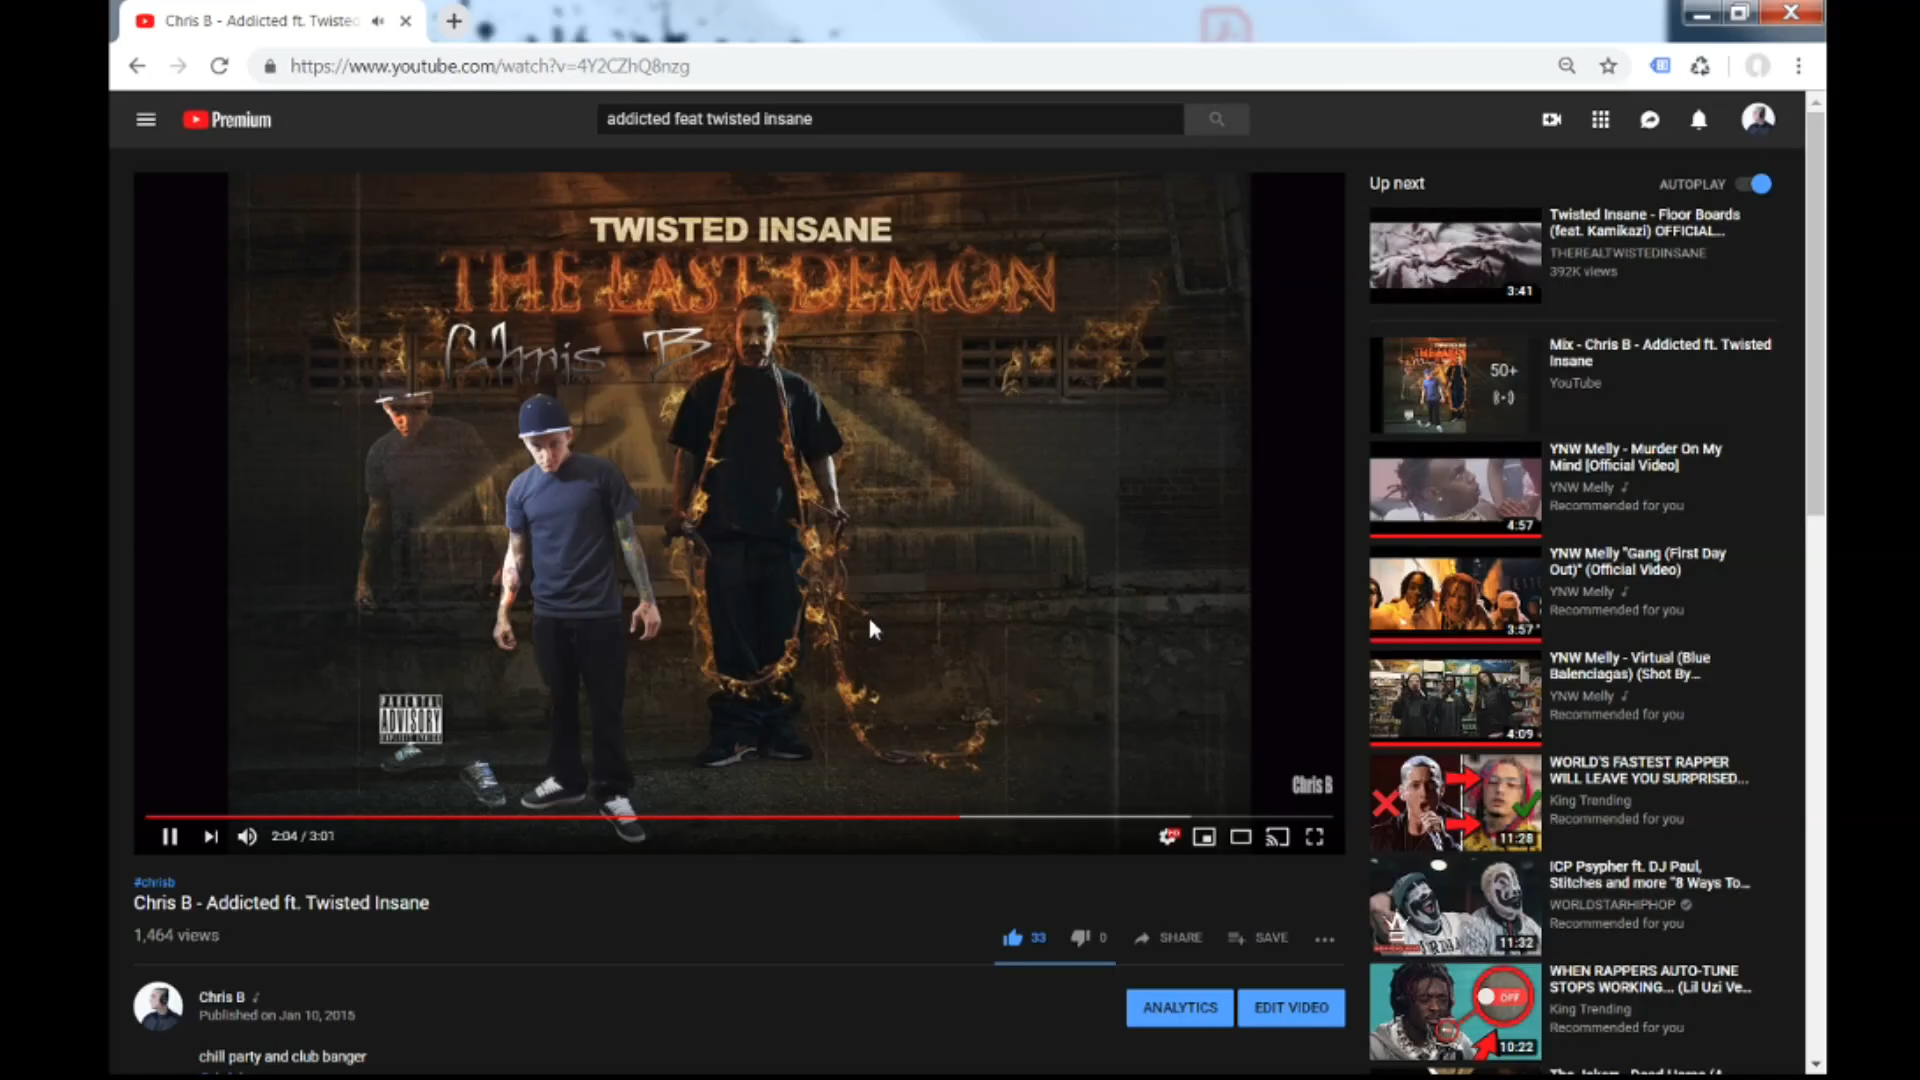 Chris B - Addicted ft. Twisted
https://www.youtube.com/watch?v=4Y2CZhQ8nzg
Premium
addicted feat twisted insane
TWISTED INSANE
THE LAST DEMON
Chris B
PARENTAL
ADVISORY
EXPLICIT LYRICS
Chris B
2:04 / 3:01
#chrisb
Chris B - Addicted ft. Twisted Insane
1,464 views
33
0
SHARE
SAVE
Chris B
Published on Jan 10, 2015
ANALYTICS
EDIT VIDEO
chill party and club banger
Up next
AUTOPLAY
Twisted Insane - Floor Boards
(feat. Kamikazi) OFFICIAL...
THEREALTWISTEDINSANE
392K views
3:41
Mix - Chris B - Addicted ft. Twisted
Insane
YouTube
50+
YNW Melly - Murder On My
Mind [Official Video]
YNW Melly
Recommended for you
4:57
YNW Melly "Gang (First Day
Out)" (Official Video)
YNW Melly
Recommended for you
3:57
YNW Melly - Virtual (Blue
Balenciagas) (Shot By...
YNW Melly
Recommended for you
4:09
WORLD'S FASTEST RAPPER
WILL LEAVE YOU SURPRISED...
King Trending
Recommended for you
11:28
ICP Psypher ft. DJ Paul,
Stitches and more "8 Ways To...
WORLDSTARHIPHOP
Recommended for you
11:32
WHEN RAPPERS AUTO-TUNE
STOPS WORKING... (Lil Uzi Ve...
King Trending
Recommended for you
OFF
10:22